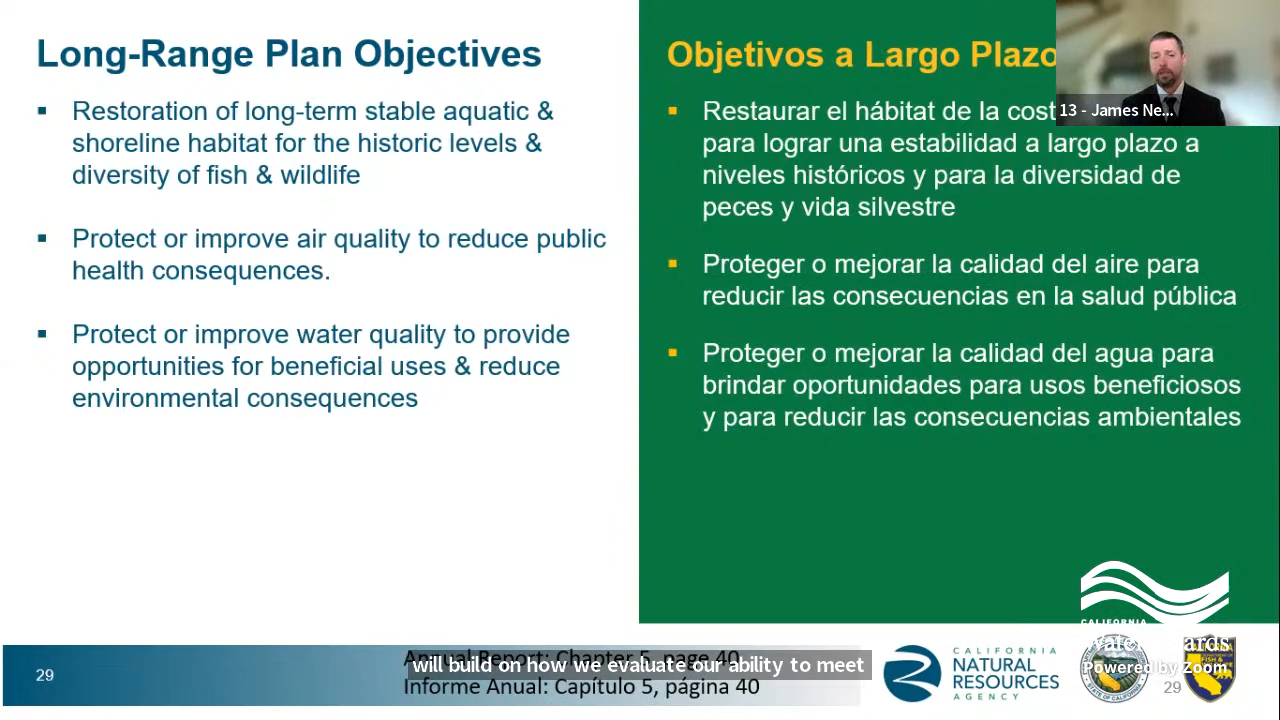 Long-Range Plan Objectives
▪ Restoration of long-term stable aquatic &
shoreline habitat for the historic levels &
diversity of fish & wildlife
▪ Protect or improve air quality to reduce public
health consequences.
▪ Protect or improve water quality to provide
opportunities for beneficial uses & reduce
environmental consequences
Objetivos a Largo Plazo
▪ Restaurar el hábitat de la cost
para lograr una estabilidad a largo plazo a
niveles históricos y para la diversidad de
peces y vida silvestre
▪ Proteger o mejorar la calidad del aire para
reducir las consecuencias en la salud pública
▪ Proteger o mejorar la calidad del agua para
brindar oportunidades para usos beneficiosos
y para reducir las consecuencias ambientales
13 - James Ne...
29
Annual Report: Chapter 5, page 40
will build on how we evaluate our ability to meet
Informe Anual: Capítulo 5, página 40
CALIFORNIA
NATURAL
RESOURCES
AGENCY
CALIFORNIA
Powered by Zoom
29